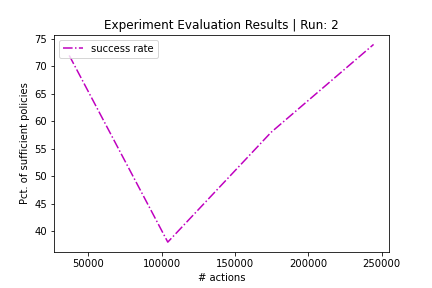 Experiment Evaluation Results | Run: 2
success rate
Pct. of sufficient policies
75
70
65
60
55
50
45
40
50000 100000 150000 200000 250000
# actions